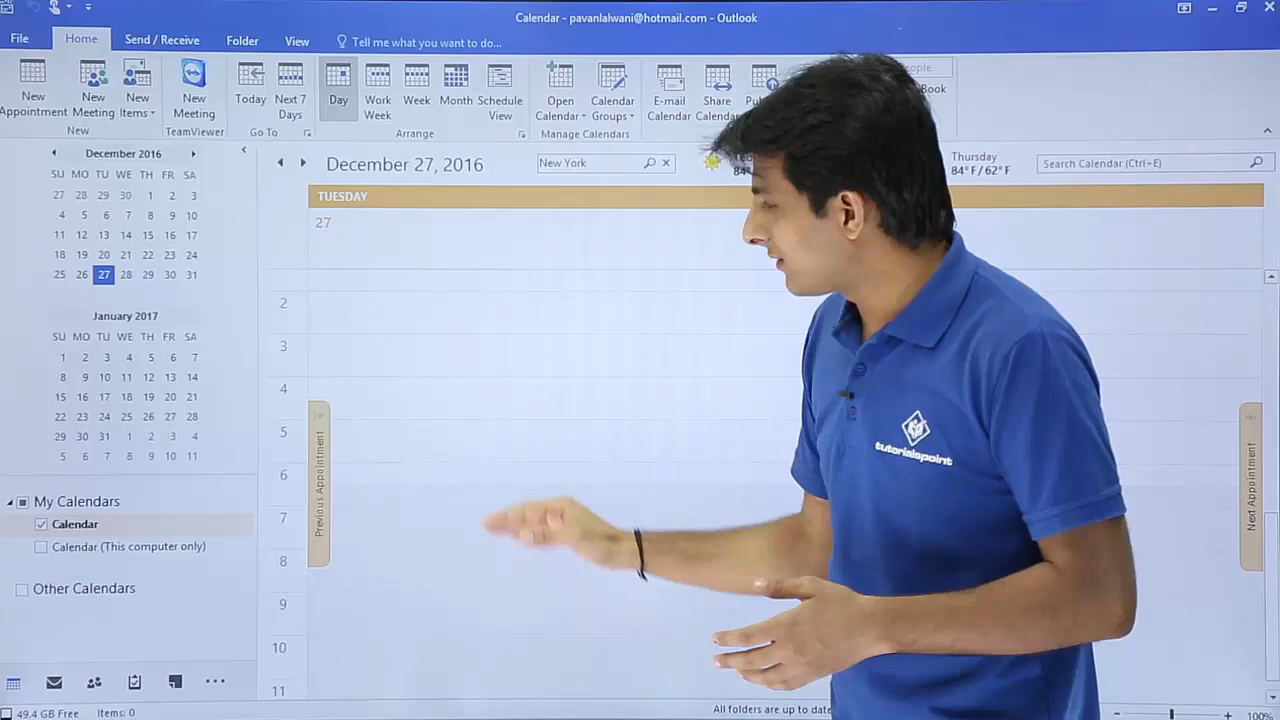 Calendar - pavanlalwani@hotmail.com - Outlook
File Home Send / Receive Folder View Tell me what you want to do...
New Appointment
New Meeting
New Items
New
New Meeting
TeamViewer
Today
Next 7 Days
Go To
Day
Work Week
Week
Month
Schedule View
Arrange
Open Calendar
Calendar Groups
Manage Calendars
E-mail Calendar
Share Calendar
Book
December 2016
SU MO TU WE TH FR SA
27 28 29 30 1 2 3
4 5 6 7 8 9 10
11 12 13 14 15 16 17
18 19 20 21 22 23 24
25 26 27 28 29 30 31
January 2017
SU MO TU WE TH FR SA
1 2 3 4 5 6 7
8 9 10 11 12 13 14
15 16 17 18 19 20 21
22 23 24 25 26 27 28
29 30 31 1 2 3 4
5 6 7 8 9 10 11
My Calendars
Calendar
Calendar (This computer only)
Other Calendars
49.4 GB Free Items: 0
December 27, 2016
New York
Thursday
84° F / 62° F
Search Calendar (Ctrl+E)
TUESDAY
27
2
3
4
5
6
7
8
9
10
11
Previous Appointment
Next Appointment
tutorialspoint
All folders are up to date
100%